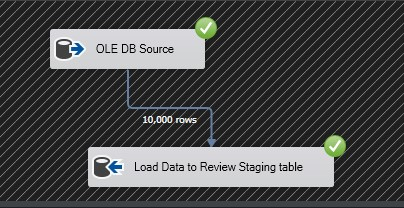 OLE DB Source
10,000 rows
Load Data to Review Staging table